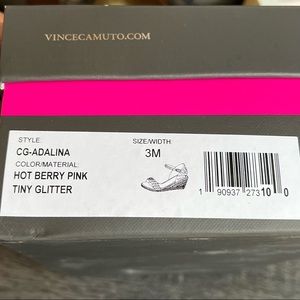 VINCECAMUTO.COM
STYLE: SIZE/WIDTH:
CG-ADALINA 3M
COLOR/MATERIAL:
HOT BERRY PINK
TINY GLITTER
1 90937 27310 0